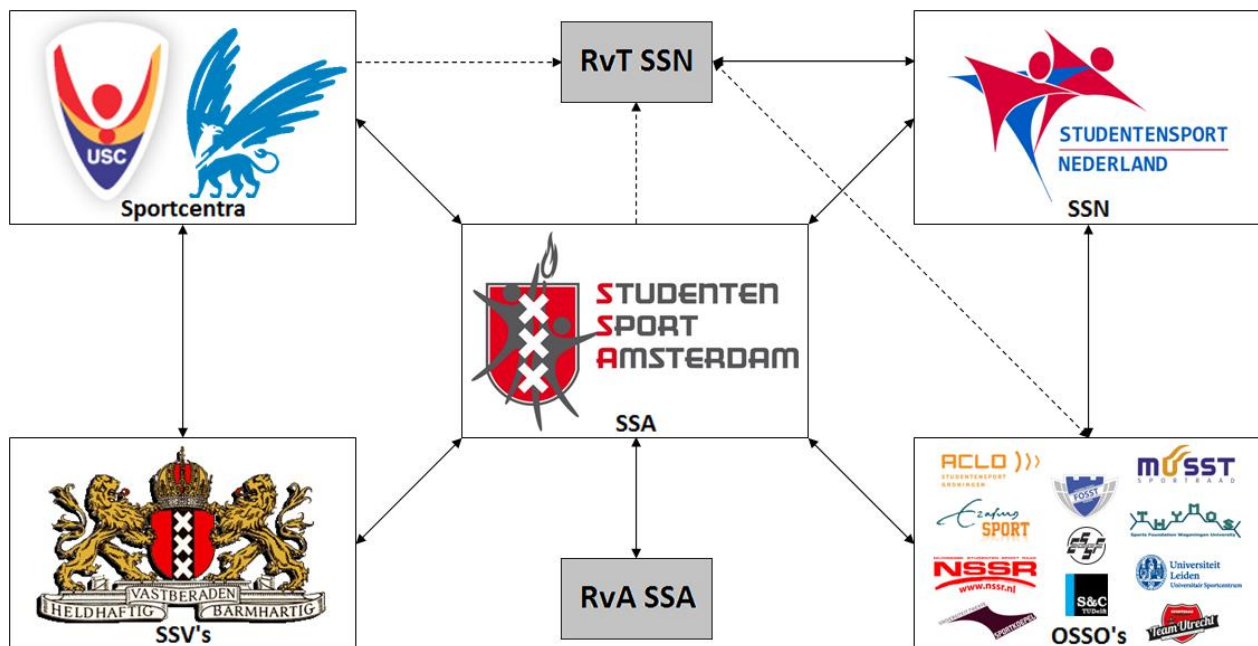 USC
Sportcentra
RvT SSN
STUDENTENSPORT
NEDERLAND
SSN
STUDENTEN
SPORT
AMSTERDAM
SSA
HELDHAFTIG
VASTBERADEN
BARMHARTIG
SSV's
RvA SSA
ACLO
STUDENTENSPORT
GRONINGEN
FOSST
MUSST
SPORTRAAD
Erasmus
SPORT
THYMOS
Sports Foundation Wageningen University
NSSR
www.nssr.nl
Universiteit
Leiden
Universitair Sportcentrum
S&C
TUDelft
SPORTKOEPEL
Team Utrecht
OSSO's